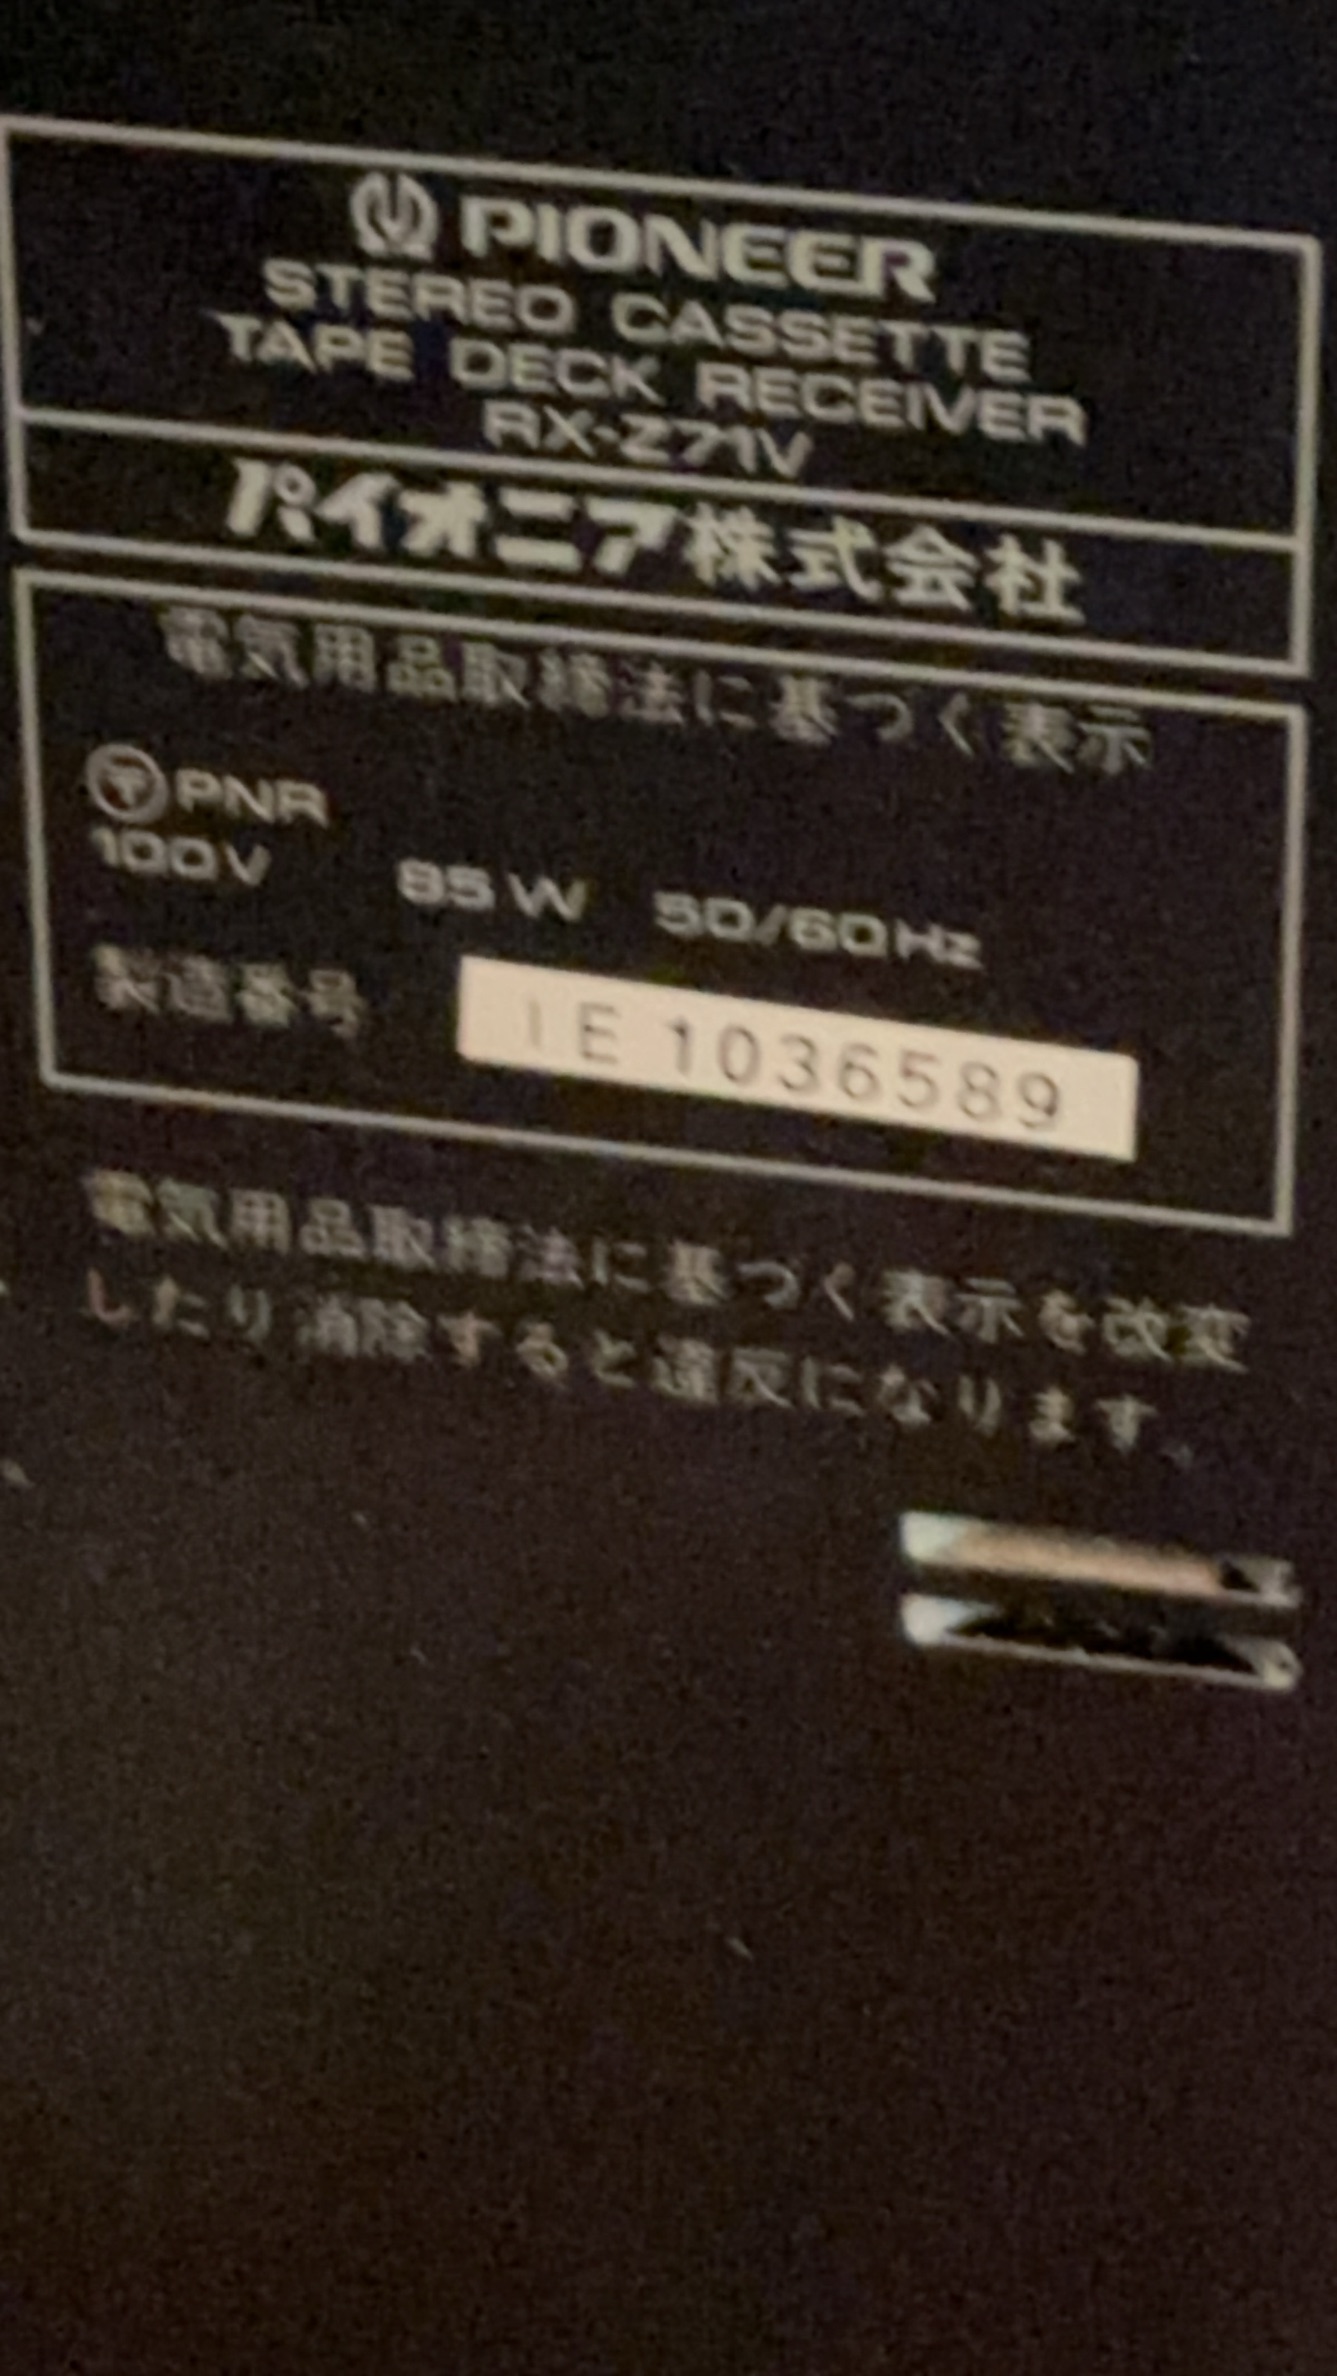 PIONEER
STEREO CASSETTE
TAPE DECK RECEIVER
RX-Z71V
パイオニア株式会社
電気用品取締法に基づく表示
PNR
100V 85W 50/60Hz
製造番号 IE 1036589
電気用品取締法に基づく表示を改変
したり消除すると違反になります。